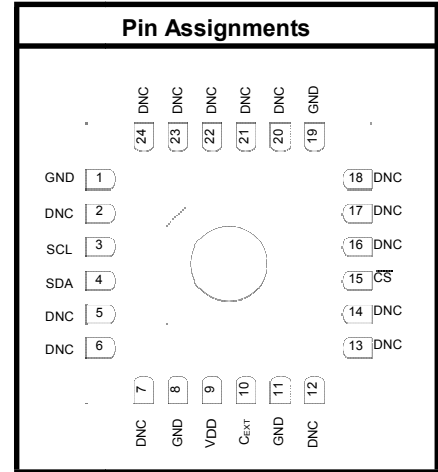 Pin Assignments
DNC DNC DNC DNC DNC GND
24 23 22 21 20 19
GND 1
18 DNC
DNC 2
17 DNC
SCL 3
16 DNC
SDA 4
15 C̅S̅
DNC 5
14 DNC
DNC 6
13 DNC
7 8 9 10 11 12
DNC GND VDD CEXT GND DNC